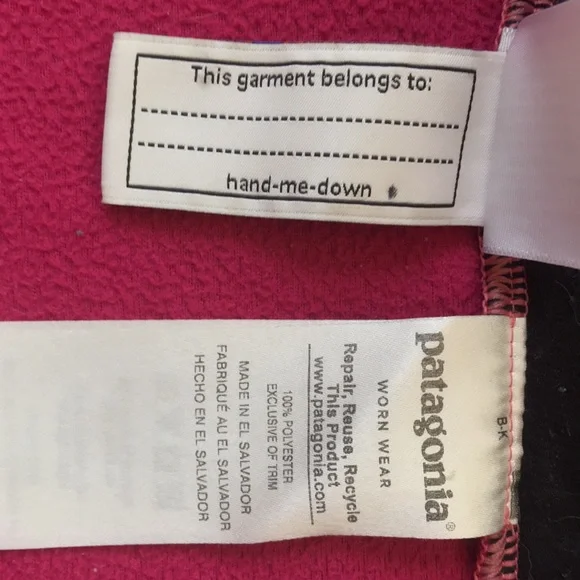 This garment belongs to:
hand-me-down
patagonia®
WORN WEAR
Repair, Reuse, Recycle
This Product
www.patagonia.com
100% POLYESTER
EXCLUSIVE OF TRIM
MADE IN EL SALVADOR
FABRIQUÉ AU EL SALVADOR
HECHO EN EL SALVADOR
B-K